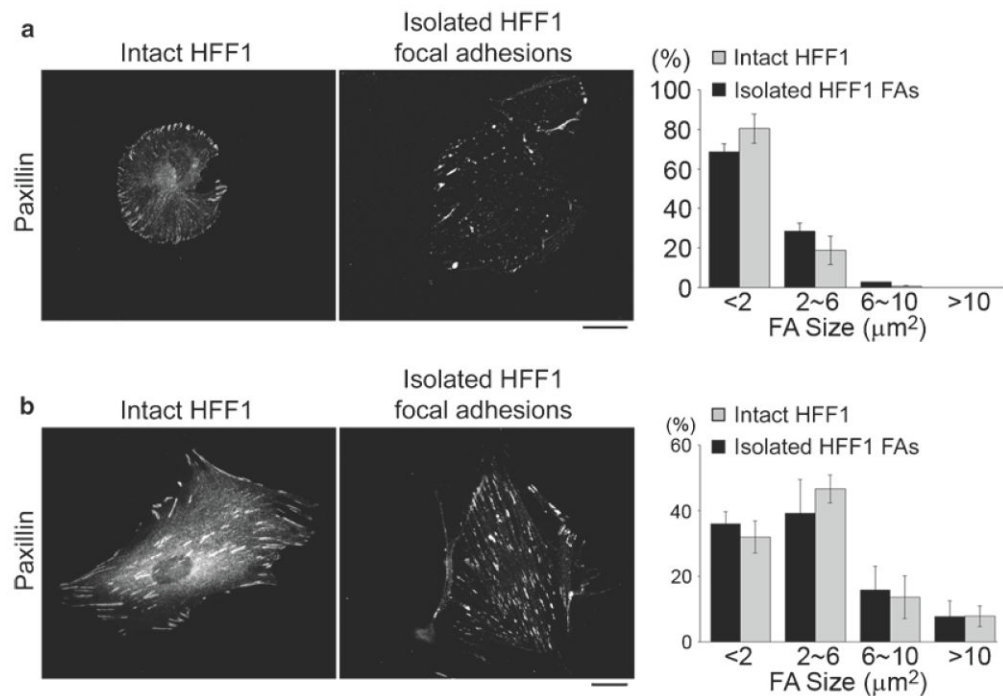 a
Intact HFF1
Isolated HFF1
focal adhesions
Paxillin
(%)
Intact HFF1
Isolated HFF1 FAs
100
80
60
40
20
0
<2 2~6 6~10 >10
FA Size (μm²)
b
Intact HFF1
Isolated HFF1
focal adhesions
Paxillin
(%)
Intact HFF1
Isolated HFF1 FAs
60
40
20
0
<2 2~6 6~10 >10
FA Size (μm²)